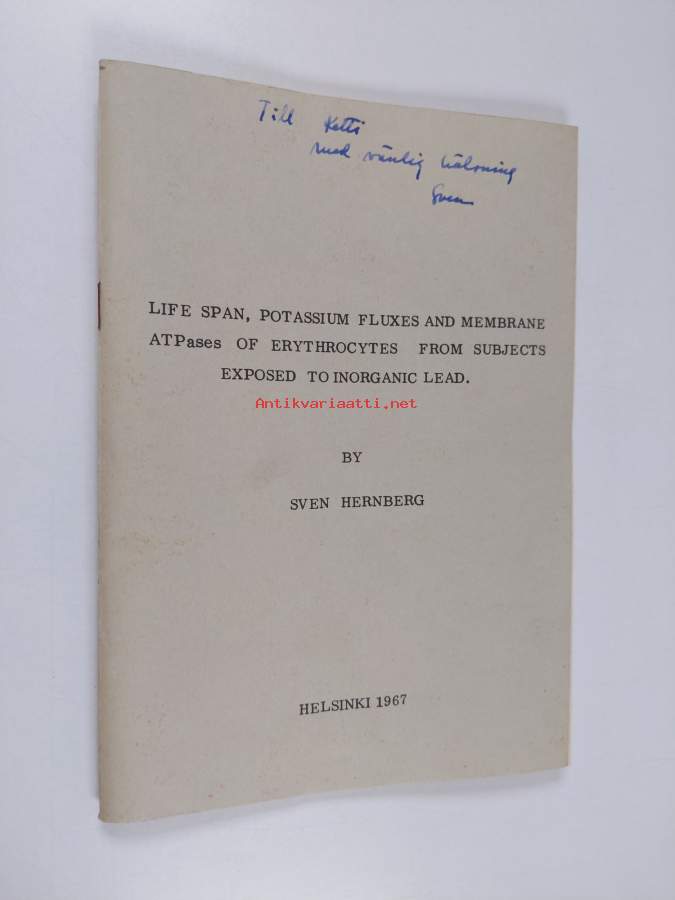 Till Ketti
med vänlig hälsning
Sven
LIFE SPAN, POTASSIUM FLUXES AND MEMBRANE
ATPases OF ERYTHROCYTES FROM SUBJECTS
EXPOSED TO INORGANIC LEAD.
Antikvariaatti.net
BY
SVEN HERNBERG
HELSINKI 1967